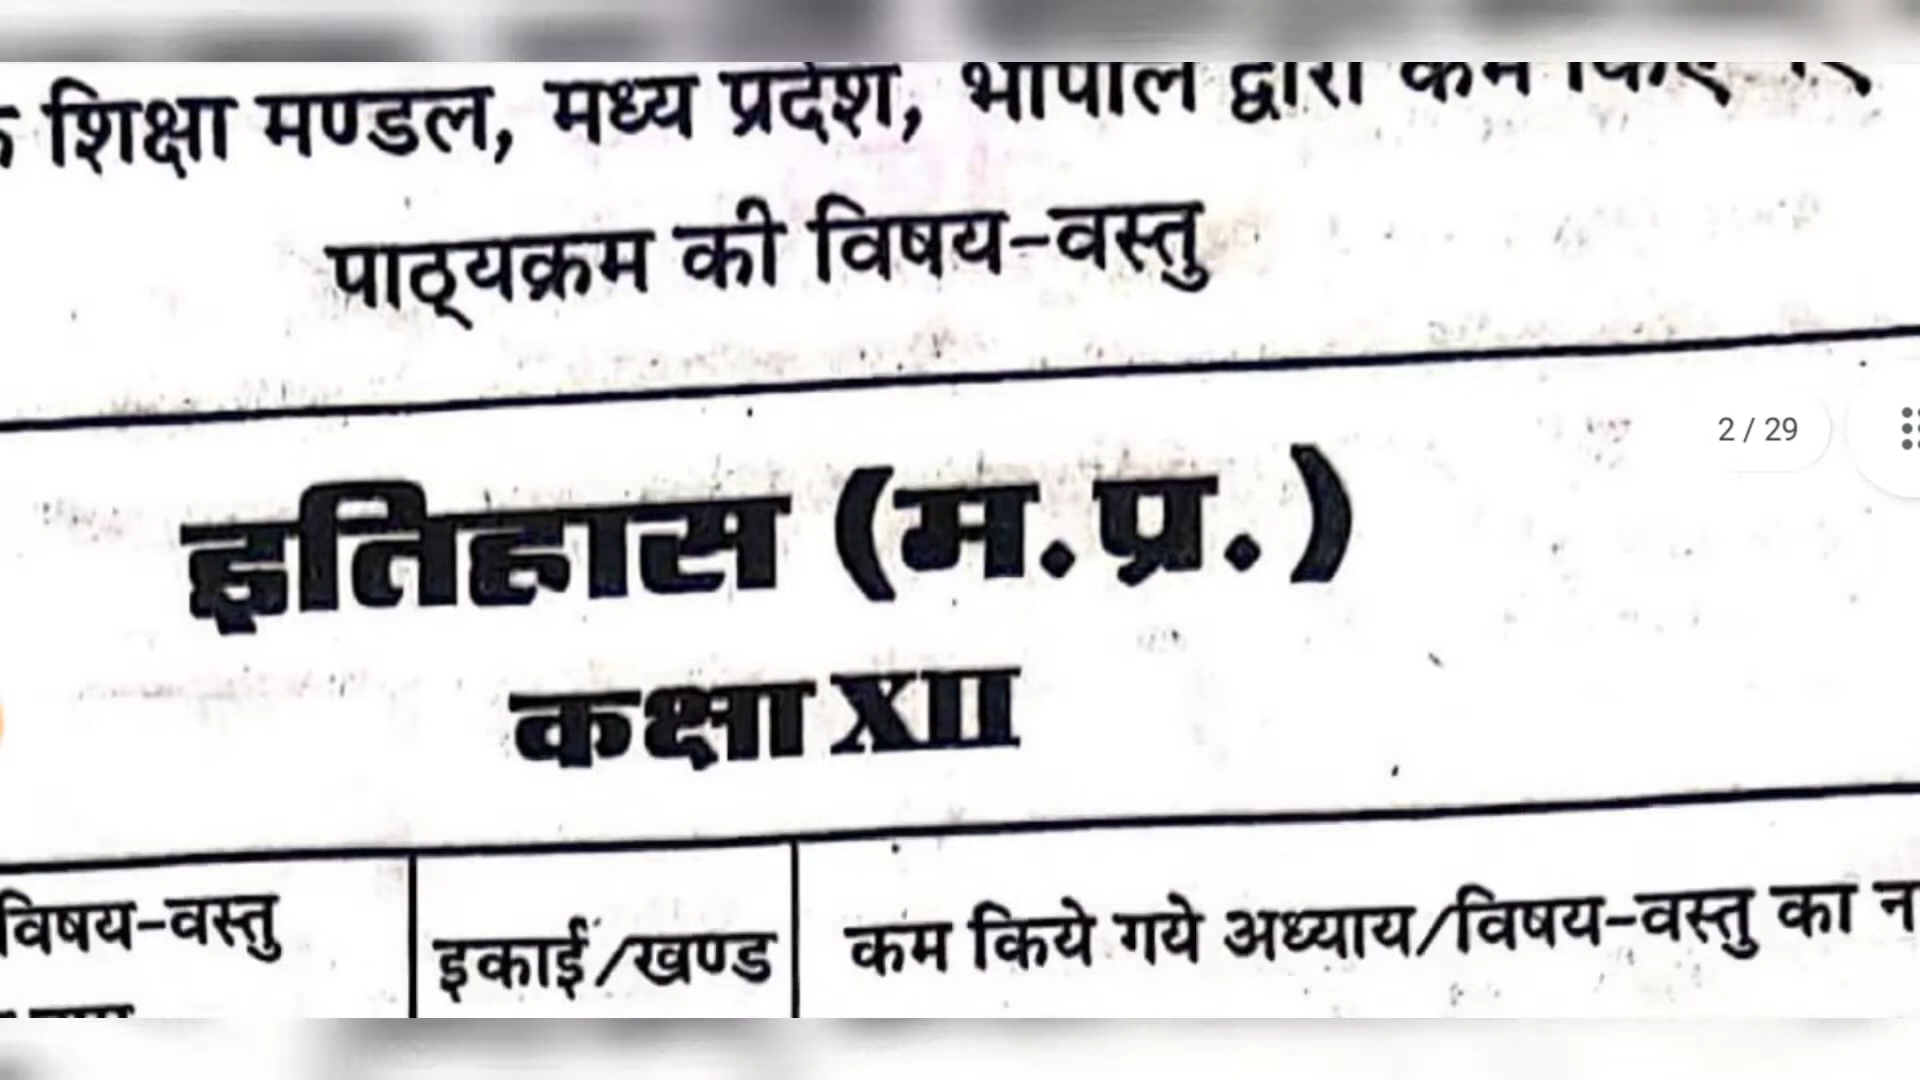 शिक्षा मण्डल, मध्य प्रदेश, भोपाल द्वारा कम किए
पाठ्यक्रम की विषय-वस्तु
2 / 29
इतिहास (म.प्र.)
कक्षा XII
विषय-वस्तु
इकाई/खण्ड
कम किये गये अध्याय/विषय-वस्तु का